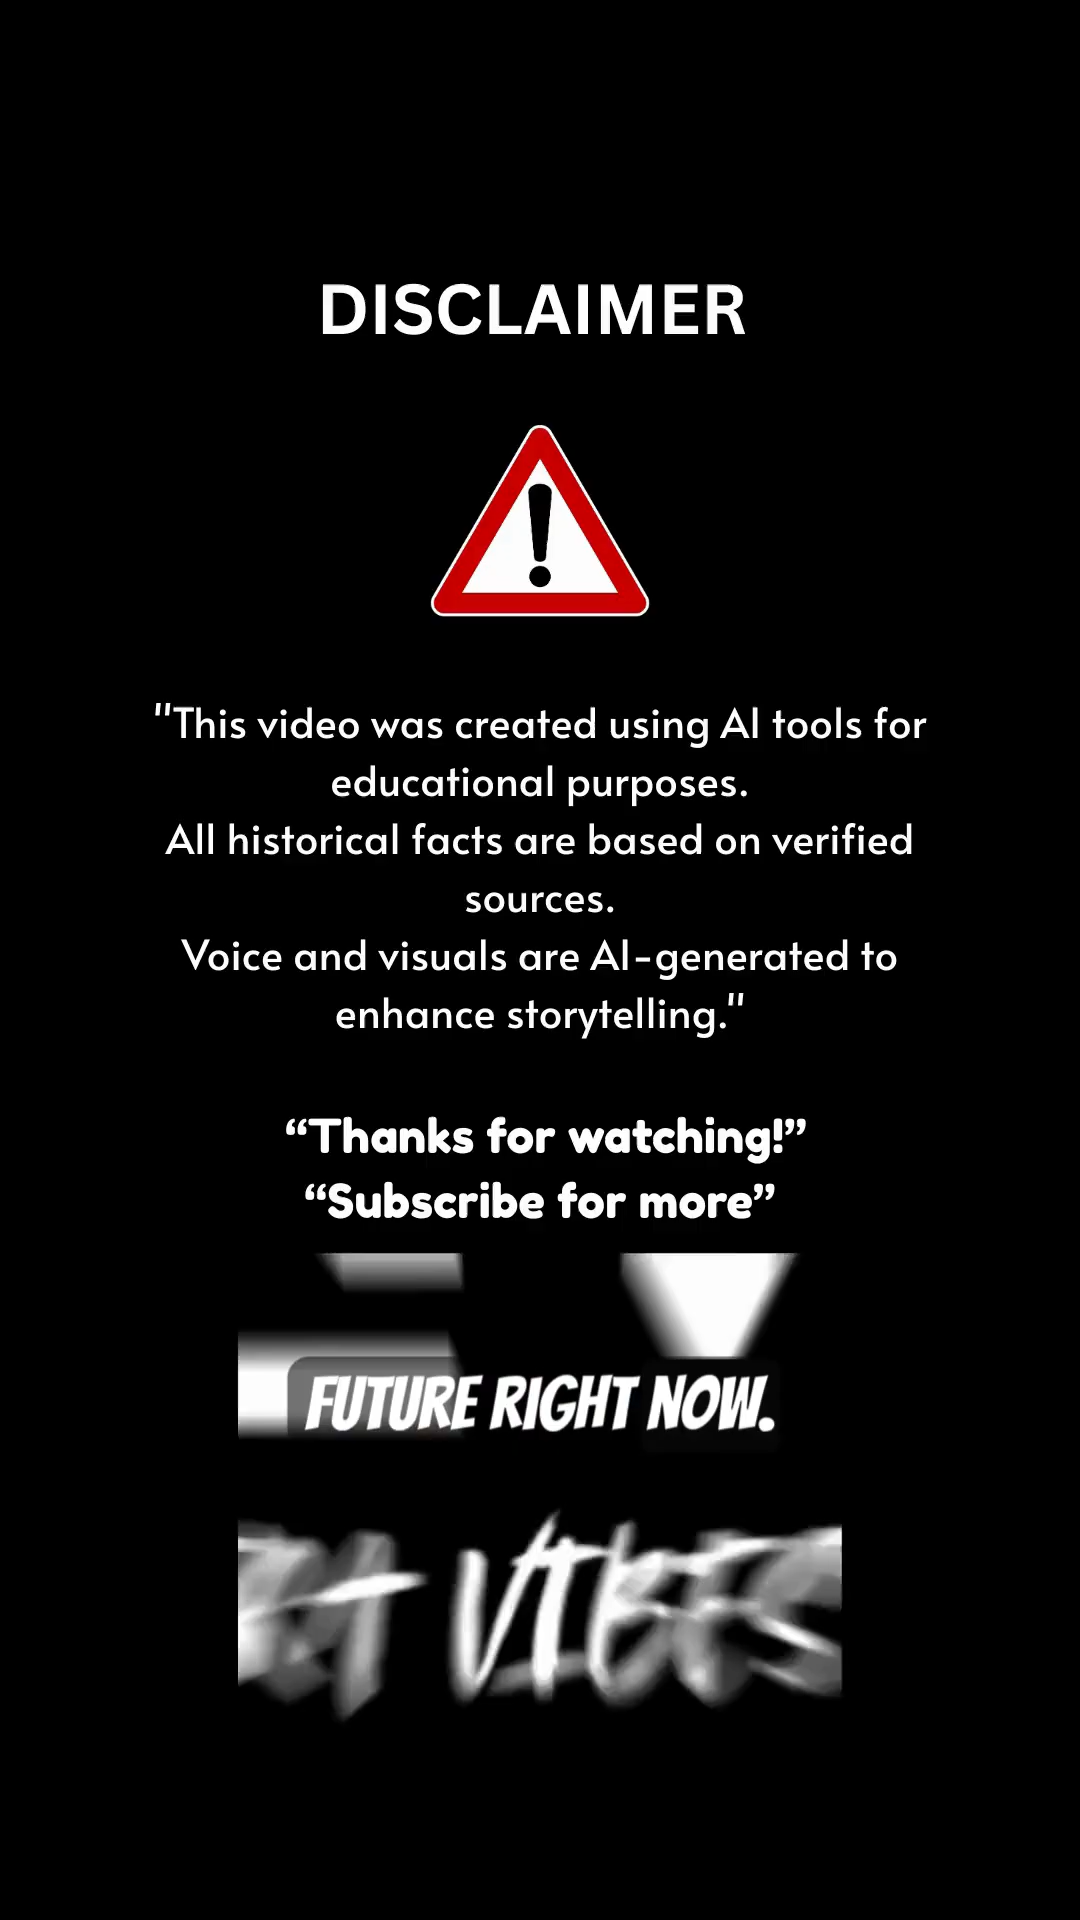 DISCLAIMER
"This video was created using AI tools for
educational purposes.
All historical facts are based on verified
sources.
Voice and visuals are AI-generated to
enhance storytelling."
“Thanks for watching!”
“Subscribe for more”
FUTURE RIGHT NOW.
VIBES